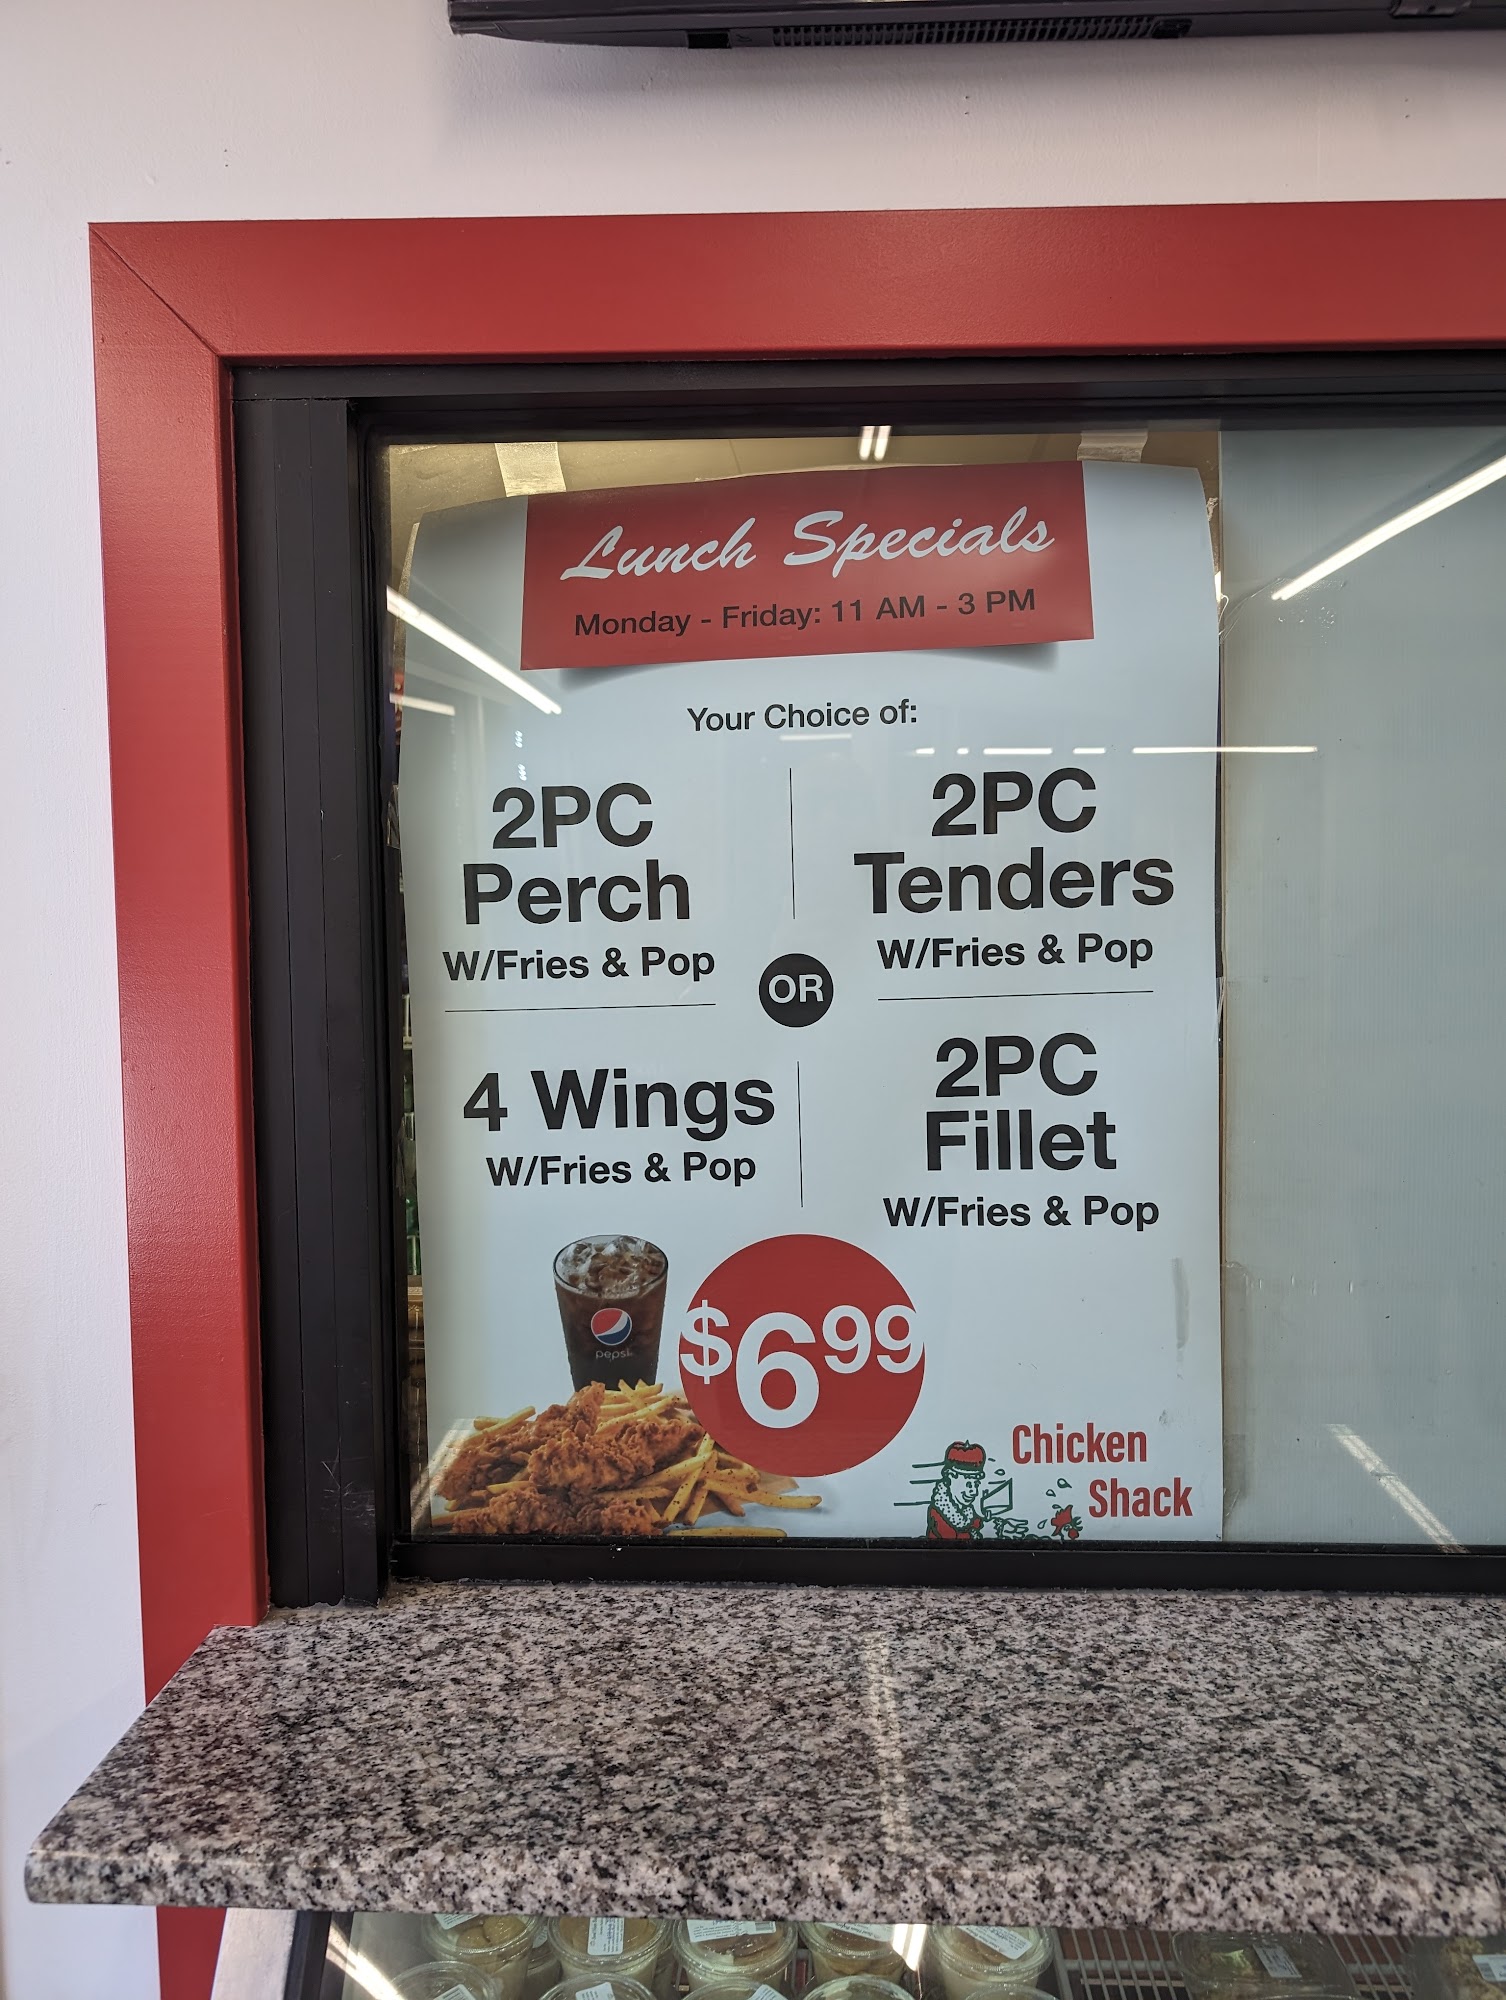 Lunch Specials
Monday - Friday: 11 AM - 3 PM
Your Choice of:
2PC
Perch
W/Fries & Pop
2PC
Tenders
W/Fries & Pop
OR
4 Wings
W/Fries & Pop
2PC
Fillet
W/Fries & Pop
pepsi
$6.99
Chicken
Shack